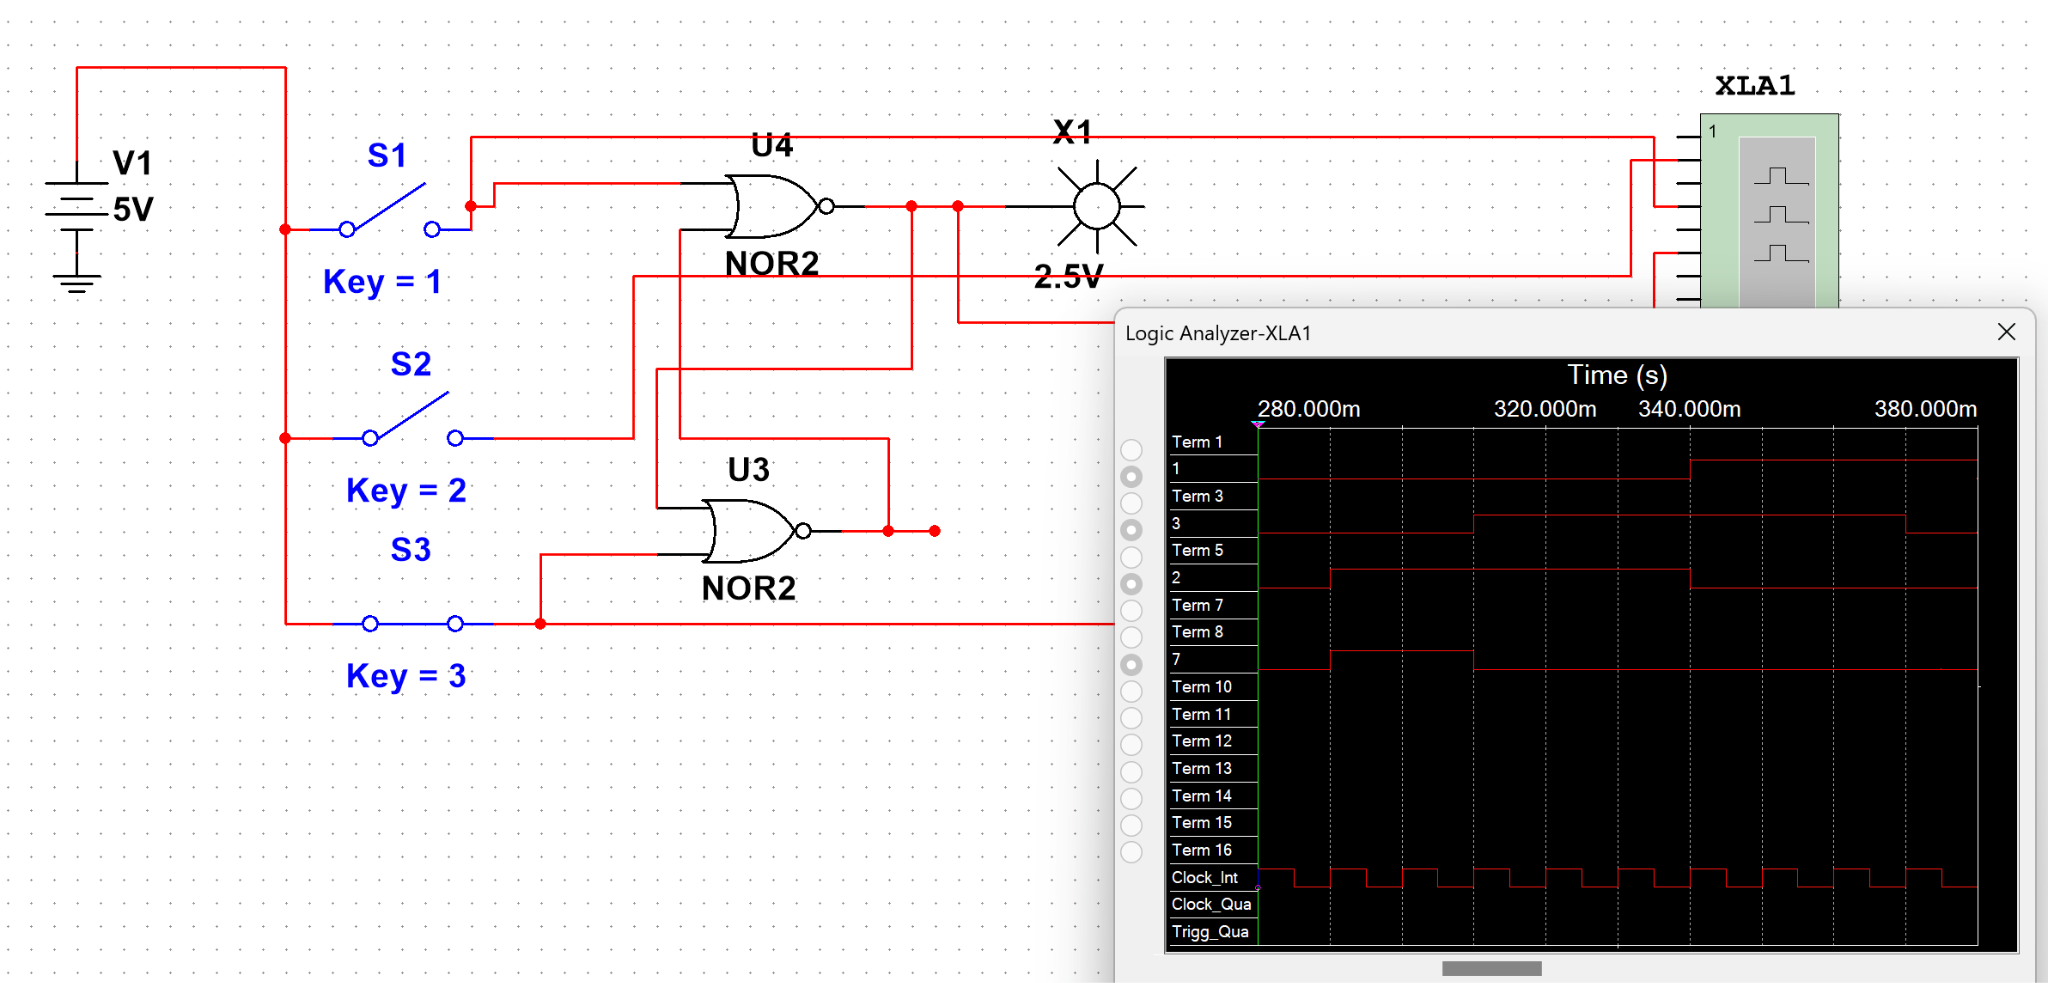 XLA1
1
V1
5V
S1
Key = 1
U4
NOR2
X1
2.5V
S2
Key = 2
U3
NOR2
S3
Key = 3
Logic Analyzer-XLA1
Time (s)
280.000m 320.000m 340.000m 380.000m
Term 1
1
Term 3
3
Term 5
2
Term 7
Term 8
7
Term 10
Term 11
Term 12
Term 13
Term 14
Term 15
Term 16
Clock_Int
Clock_Qua
Trigg_Qua